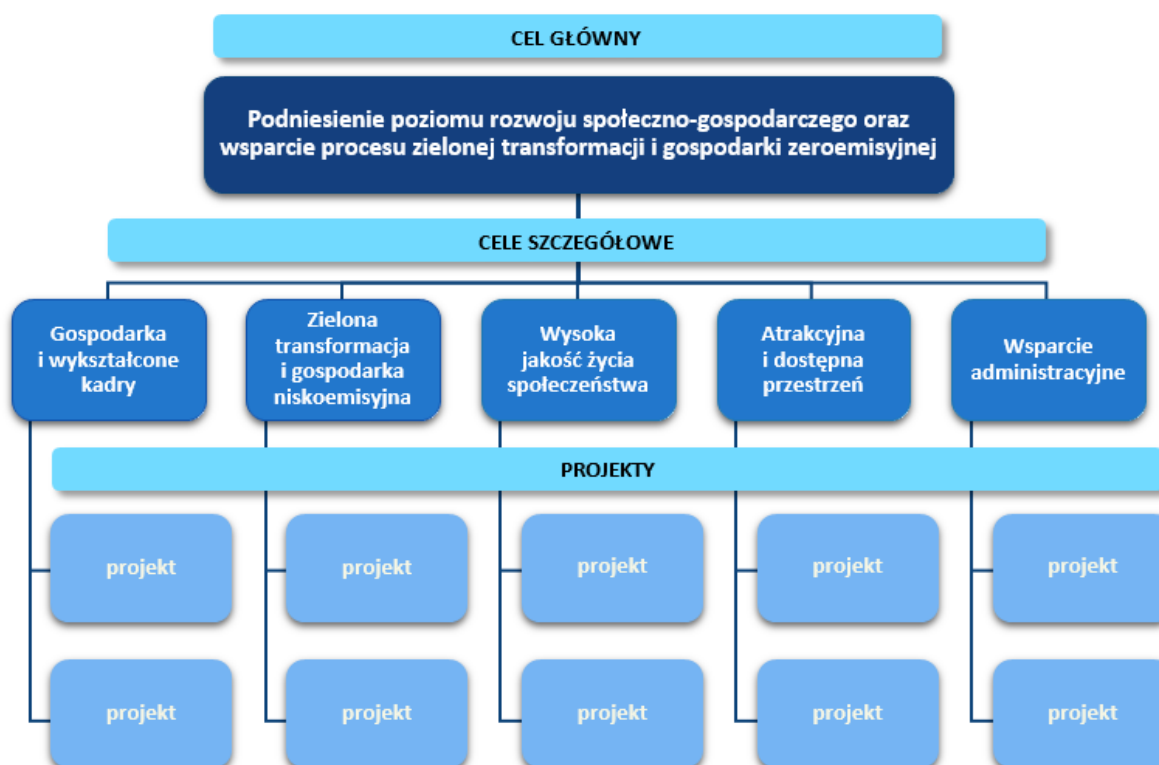 CEL GŁÓWNY
Podniesienie poziomu rozwoju społeczno-gospodarczego oraz
wsparcie procesu zielonej transformacji i gospodarki zeroemisyjnej
CELE SZCZEGÓŁOWE
Gospodarka
i wykształcone
kadry
Zielona
transformacja
i gospodarka
niskoemisyjna
Wysoka
jakość życia
społeczeństwa
Atrakcyjna
i dostępna
przestrzeń
Wsparcie
administracyjne
PROJEKTY
projekt
projekt
projekt
projekt
projekt
projekt
projekt
projekt
projekt
projekt